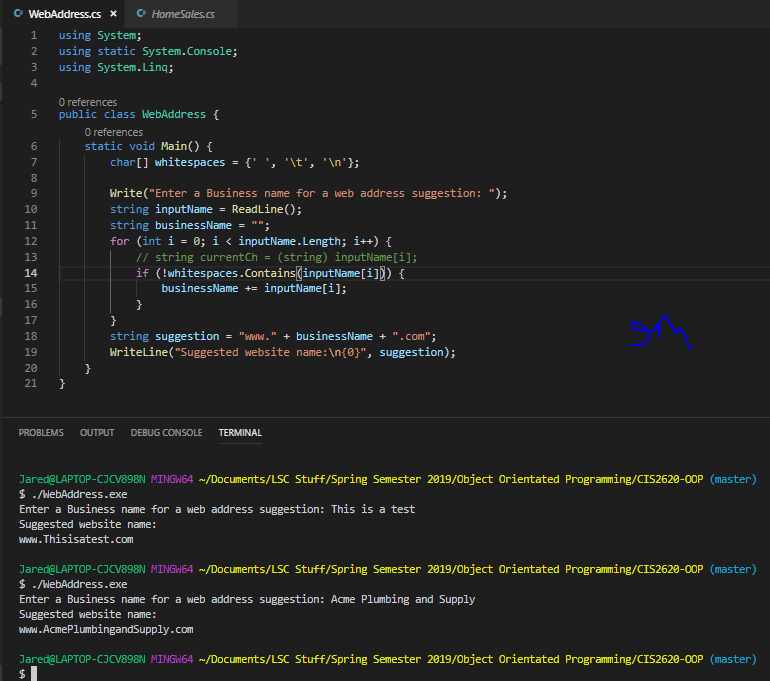 WebAddress.cs × HomeSales.cs
1 using System;
2 using static System.Console;
3 using System.Linq;
4
0 references
5 public class WebAddress {
0 references
6 static void Main() {
7 char[] whitespaces = {' ', '\t', '\n'};
8
9 Write("Enter a Business name for a web address suggestion: ");
10 string inputName = ReadLine();
11 string businessName = "";
12 for (int i = 0; i < inputName.Length; i++) {
13 // string currentCh = (string) inputName[i];
14 if (!whitespaces.Contains(inputName[i])) {
15 businessName += inputName[i];
16 }
17 }
18 string suggestion = "www." + businessName + ".com";
19 WriteLine("Suggested website name:\n{0}", suggestion);
20 }
21 }
PROBLEMS OUTPUT DEBUG CONSOLE TERMINAL
Jared@LAPTOP-CJCV898N MINGW64 ~/Documents/LSC Stuff/Spring Semester 2019/Object Orientated Programming/CIS2620-OOP (master)
$ ./WebAddress.exe
Enter a Business name for a web address suggestion: This is a test
Suggested website name:
www.Thisisatest.com
Jared@LAPTOP-CJCV898N MINGW64 ~/Documents/LSC Stuff/Spring Semester 2019/Object Orientated Programming/CIS2620-OOP (master)
$ ./WebAddress.exe
Enter a Business name for a web address suggestion: Acme Plumbing and Supply
Suggested website name:
www.AcmePlumbingandSupply.com
Jared@LAPTOP-CJCV898N MINGW64 ~/Documents/LSC Stuff/Spring Semester 2019/Object Orientated Programming/CIS2620-OOP (master)
$